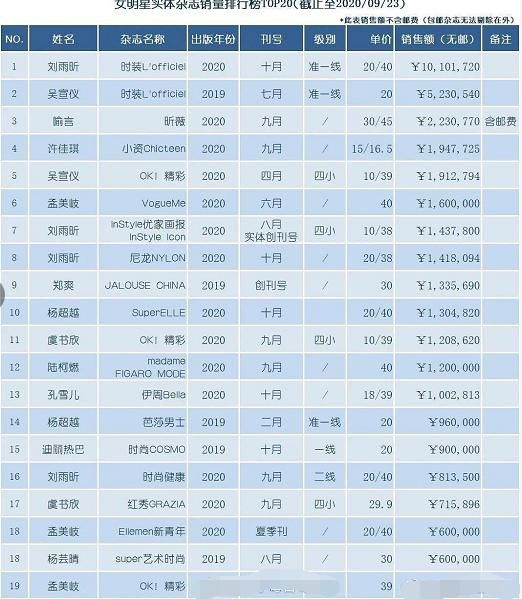 女明星实体杂志销量排行榜TOP20(截止至2020/09/23)
*此表销售额不含邮费(包邮杂志无法剔除在外)
NO. 姓名 杂志名称 出版年份 刊号 级别 单价 销售额（无邮） 备注
1 刘雨昕 时装L'officiel 2020 十月 准一线 20/40 ￥10,101,720
2 吴宣仪 时装L'officiel 2019 七月 准一线 20 ￥5,230,540
3 喻言 昕薇 2020 九月 / 30/45 ￥2,230,770 含邮费
4 许佳琪 小资Chicteen 2020 九月 / 15/16.5 ￥1,947,725
5 吴宣仪 OK! 精彩 2020 四月 四小 10/39 ￥1,912,794
6 孟美岐 VogueMe 2020 六月 / 40 ￥1,600,000
7 刘雨昕 InStyle优家画报 InStyle icon 2020 八月 实体创刊号 四小 10/38 ￥1,437,800
8 刘雨昕 尼龙NYLON 2020 十月 / 20/38 ￥1,418,094
9 郑爽 JALOUSE CHINA 2019 创刊号 / 30 ￥1,335,690
10 杨超越 SuperELLE 2020 十月 20/40 ￥1,304,820
11 虞书欣 OK! 精彩 2020 九月 四小 10/39 ￥1,208,620
12 陆柯燃 madame FIGARO MODE 2020 九月 / 40 ￥1,200,000
13 孔雪儿 伊周Bella 2020 十月 / 18/39 ￥1,002,813
14 杨超越 芭莎男士 2019 二月 准一线 20 ￥960,000
15 迪丽热巴 时尚COSMO 2019 十月 一线 20 ￥900,000
16 刘雨昕 时尚健康 2020 九月 二线 20/40 ￥813,500
17 虞书欣 红秀GRAZIA 2020 九月 四小 29.9 ￥715,896
18 孟美岐 Ellemen新青年 2020 夏季刊 / 20/40 ￥600,000
18 杨芸晴 super艺术时尚 2019 八月 / 30 ￥600,000
19 孟美岐 OK! 精彩 39